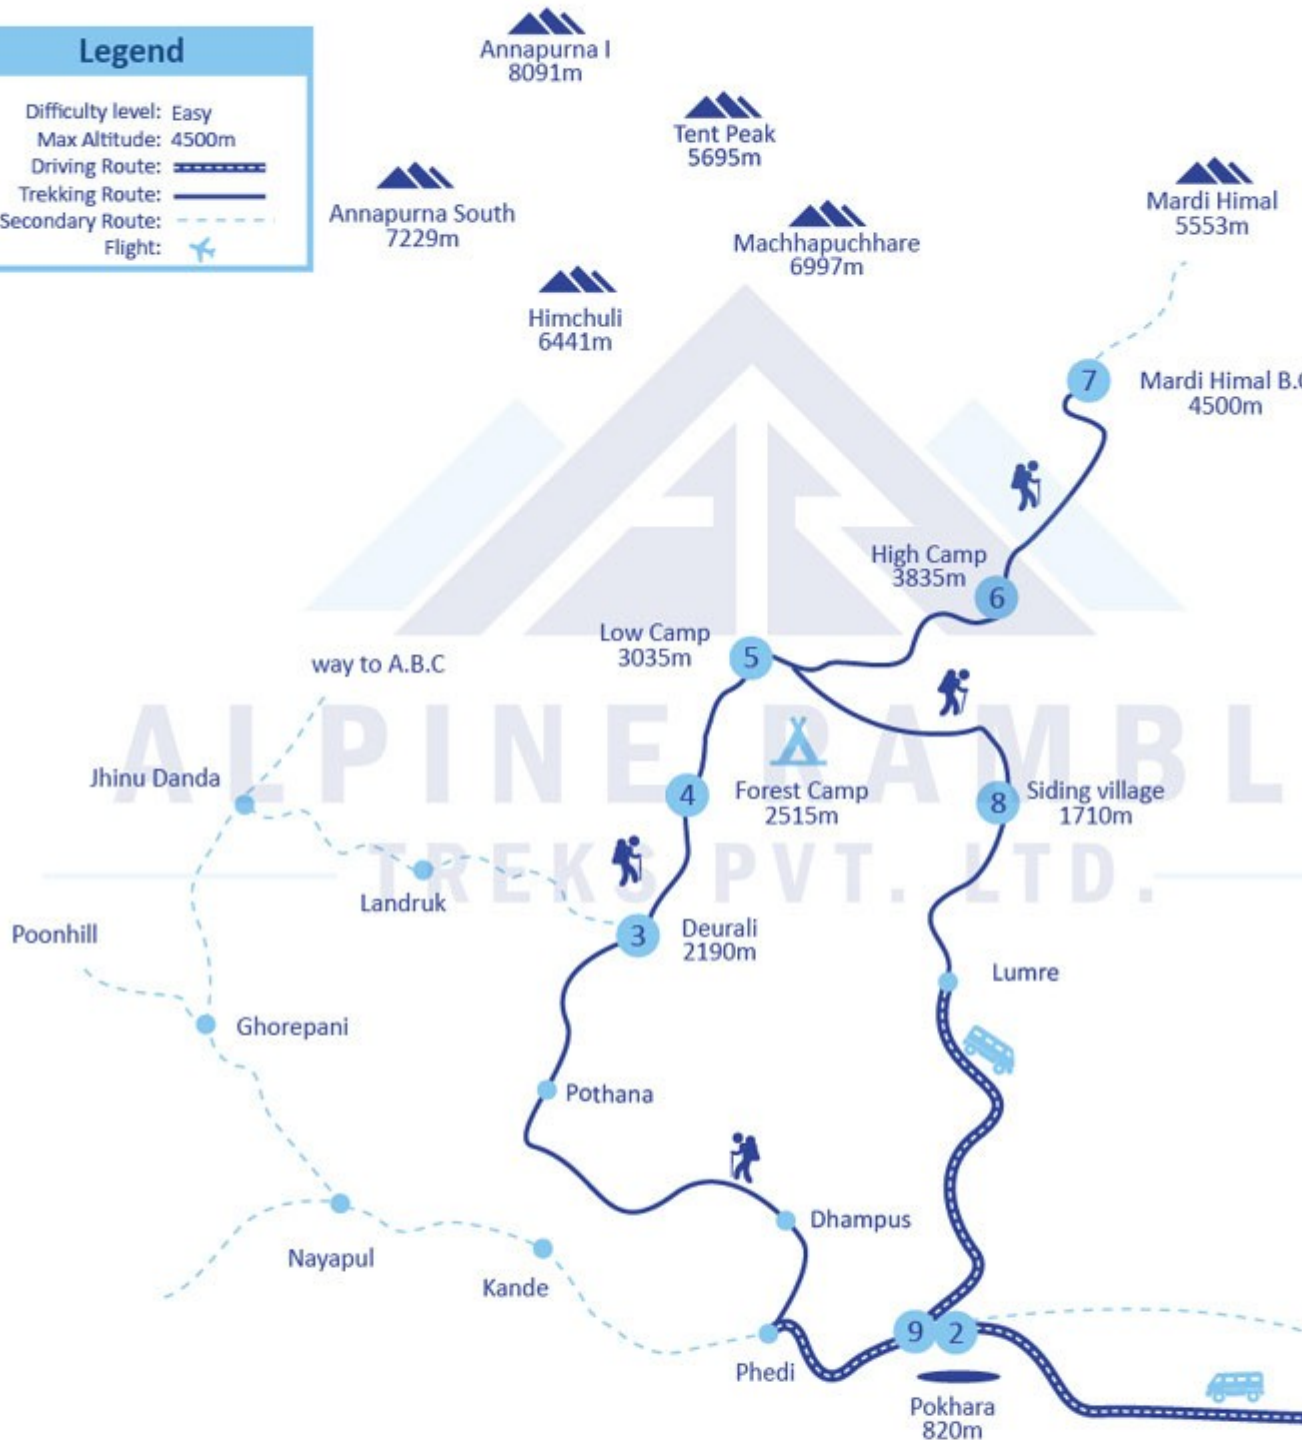 Legend
Difficulty level: Easy
Max Altitude: 4500m
Driving Route:
Trekking Route:
Secondary Route:
Flight:
Annapurna I
8091m
Tent Peak
5695m
Annapurna South
7229m
Mardi Himal
5553m
Machhapuchhare
6997m
Himchuli
6441m
7
Mardi Himal B.
4500m
High Camp
3835m
6
Low Camp
3035m
5
way to A.B.C
ALPINE RAMBL
TREKS PVT. LTD.
Jhinu Danda
4
Forest Camp
2515m
8
Siding village
1710m
Landruk
Poonhill
3
Deurali
2190m
Lumre
Ghorepani
Pothana
Dhampus
Nayapul
Kande
Phedi
9
2
Pokhara
820m